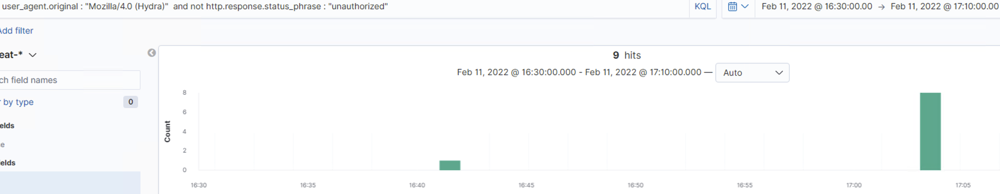 user_agent.original : "Mozilla/4.0 (Hydra)" and not http.response.status_phrase : "unauthorized"
KQL
Feb 11, 2022 @ 16:30:00.00 → Feb 11, 2022 @ 17:10:00.00
Add filter
eat-*
ch field names
by type 0
elds
e
ields
9 hits
Feb 11, 2022 @ 16:30:00.000 - Feb 11, 2022 @ 17:10:00.000 — Auto
Count
8
6
4
2
0
16:30 16:35 16:40 16:45 16:50 16:55 17:00 17:05